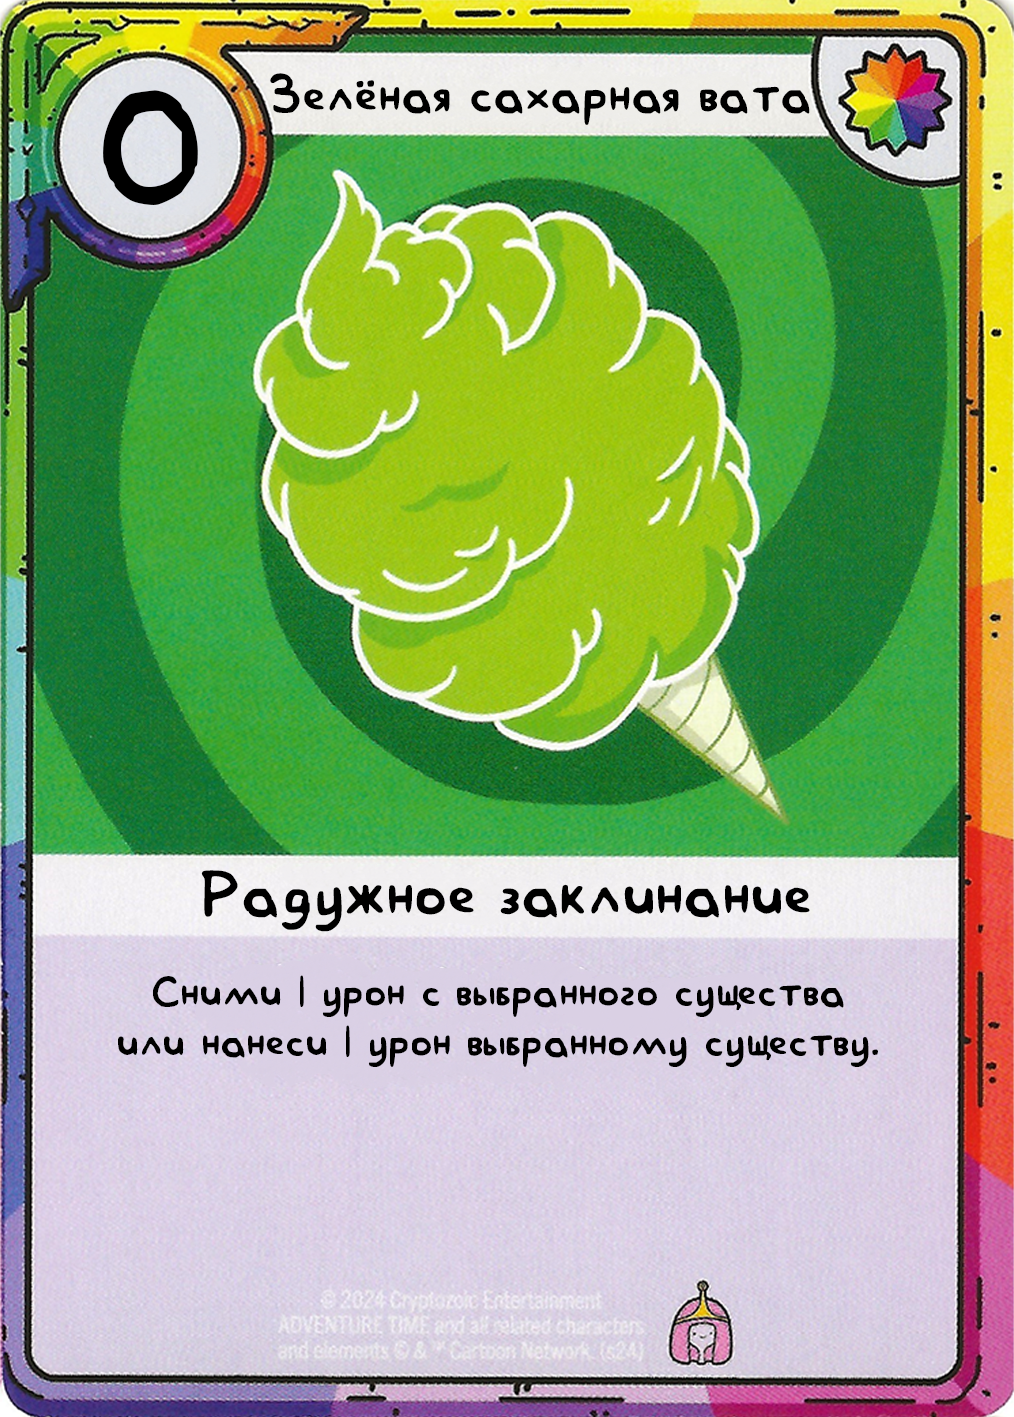 0
Зелёная сахарная вата
Радужное заклинание
Сними 1 урон с выбранного существа
или нанеси 1 урон выбранному существу.
© 2024 Cryptozoic Entertainment
ADVENTURE TIME and all related characters
and elements © & ™ Cartoon Network. (s24)